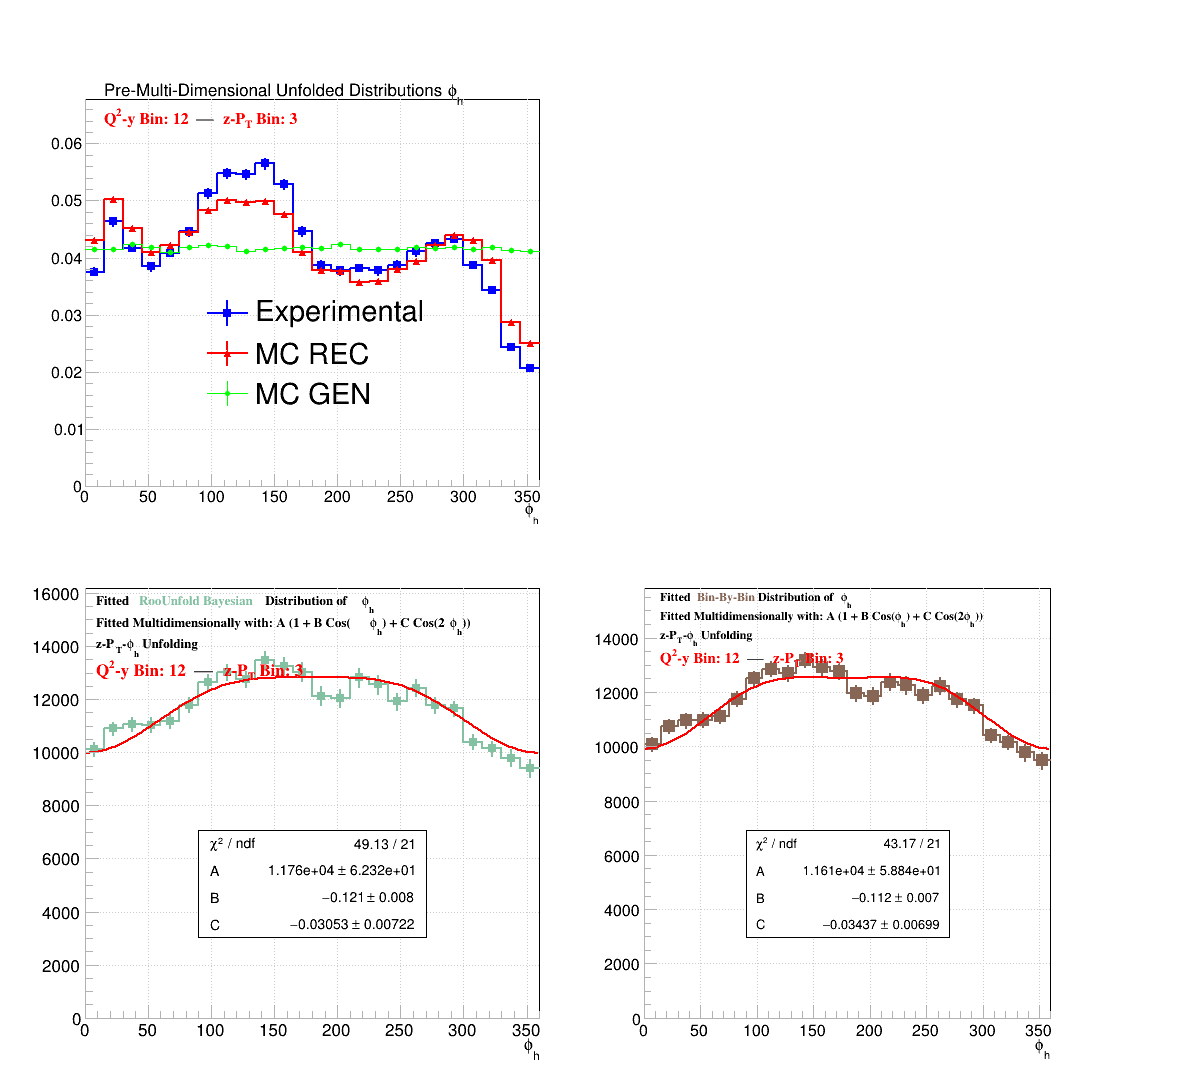 Pre-Multi-Dimensional Unfolded Distributions ϕh
Q2-y Bin: 12 — z-PT Bin: 3
0.06
0.05
0.04
0.03
0.02
0.01
0
Experimental
MC REC
MC GEN
0 50 100 150 200 250 300 350
ϕh
Fitted RooUnfold Bayesian Distribution of ϕh
Fitted Multidimensionally with: A (1 + B Cos( ϕh) + C Cos(2 ϕh))
z-PT-ϕh Unfolding
Q2-y Bin: 12 — z-PT Bin: 3
16000
14000
12000
10000
8000
6000
4000
2000
0
χ2 / ndf 49.13 / 21
A 1.176e+04 ± 6.232e+01
B −0.121 ± 0.008
C −0.03053 ± 0.00722
0 50 100 150 200 250 300 350
ϕh
Fitted Bin-By-Bin Distribution of ϕh
Fitted Multidimensionally with: A (1 + B Cos(ϕh) + C Cos(2ϕh))
z-PT-ϕh Unfolding
Q2-y Bin: 12 — z-PT Bin: 3
14000
12000
10000
8000
6000
4000
2000
0
χ2 / ndf 43.17 / 21
A 1.161e+04 ± 5.884e+01
B −0.112 ± 0.007
C −0.03437 ± 0.00699
0 50 100 150 200 250 300 350
ϕh